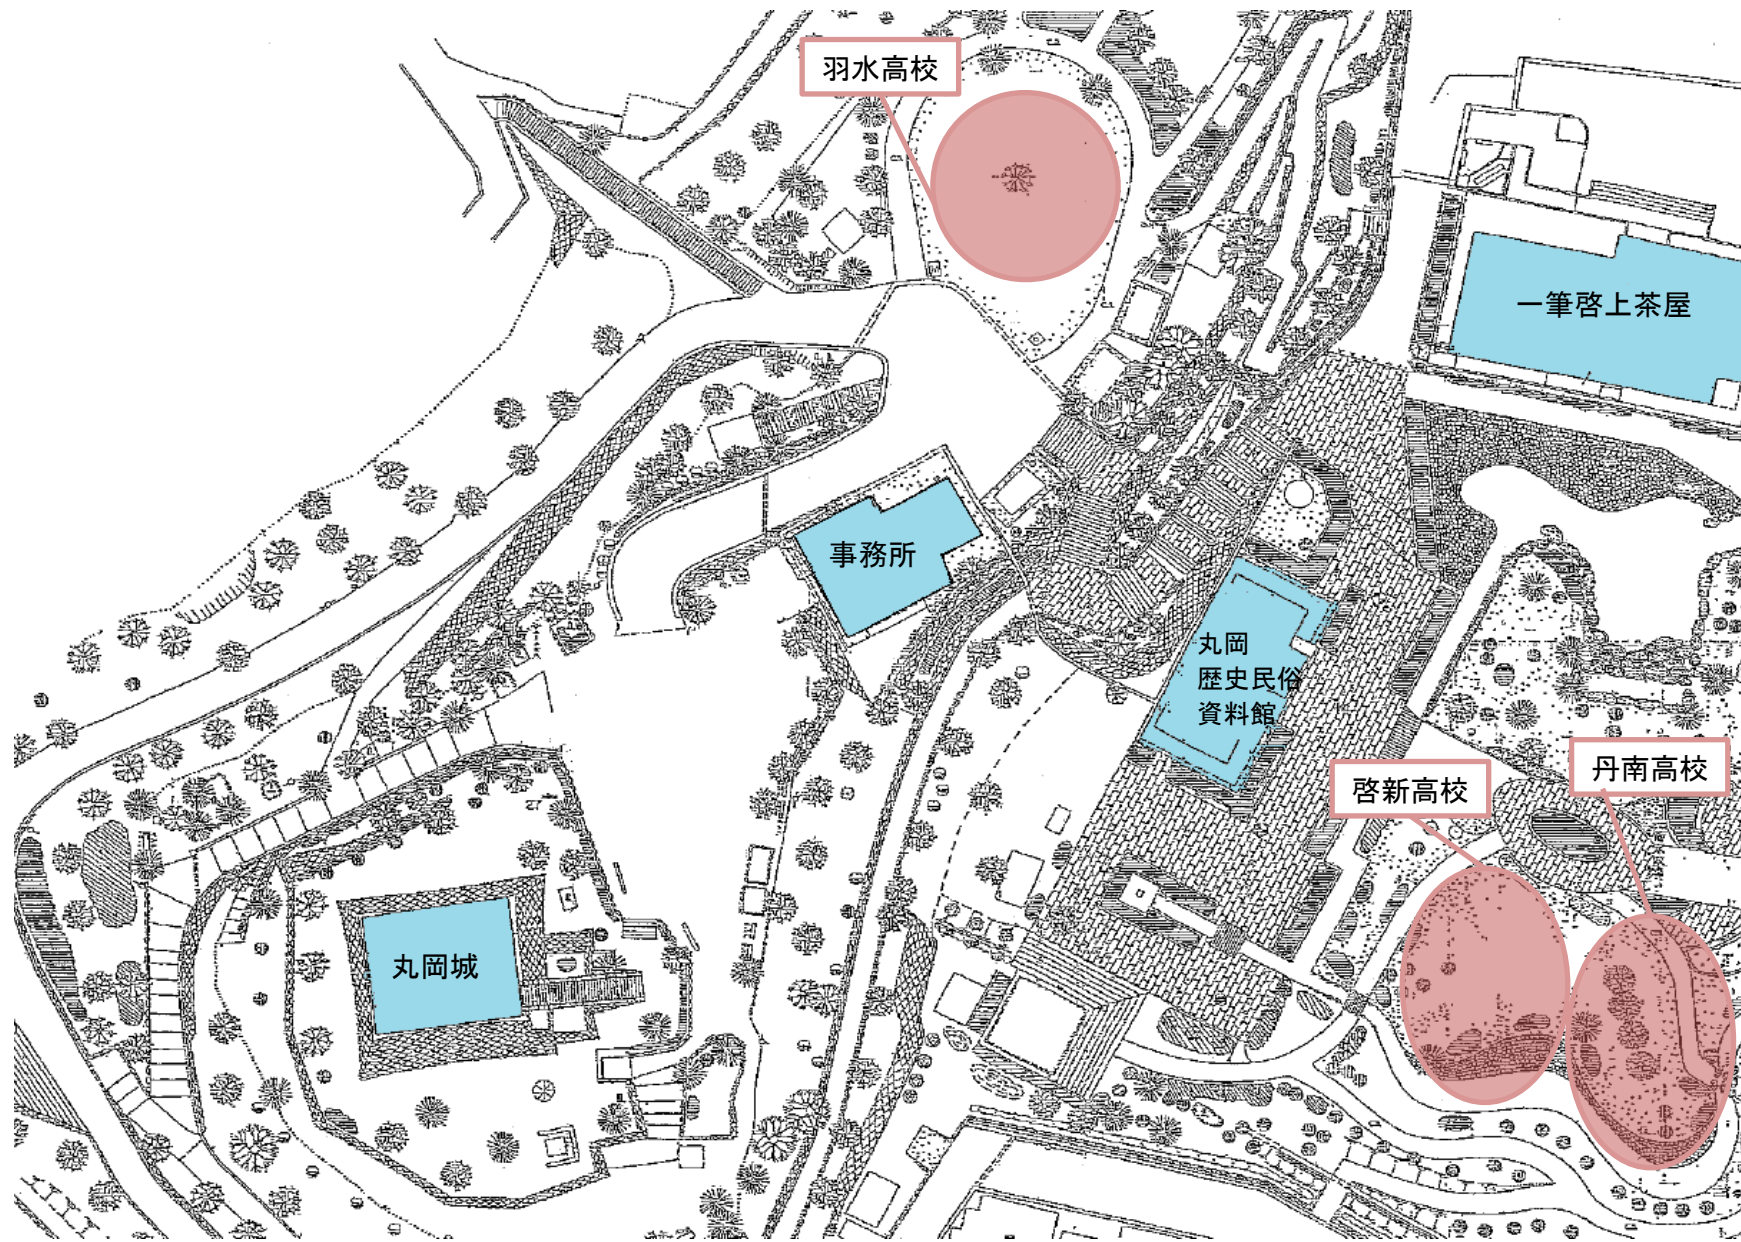 羽水高校
一筆啓上茶屋
事務所
丸岡
歴史民俗
資料館
丹南高校
啓新高校
丸岡城